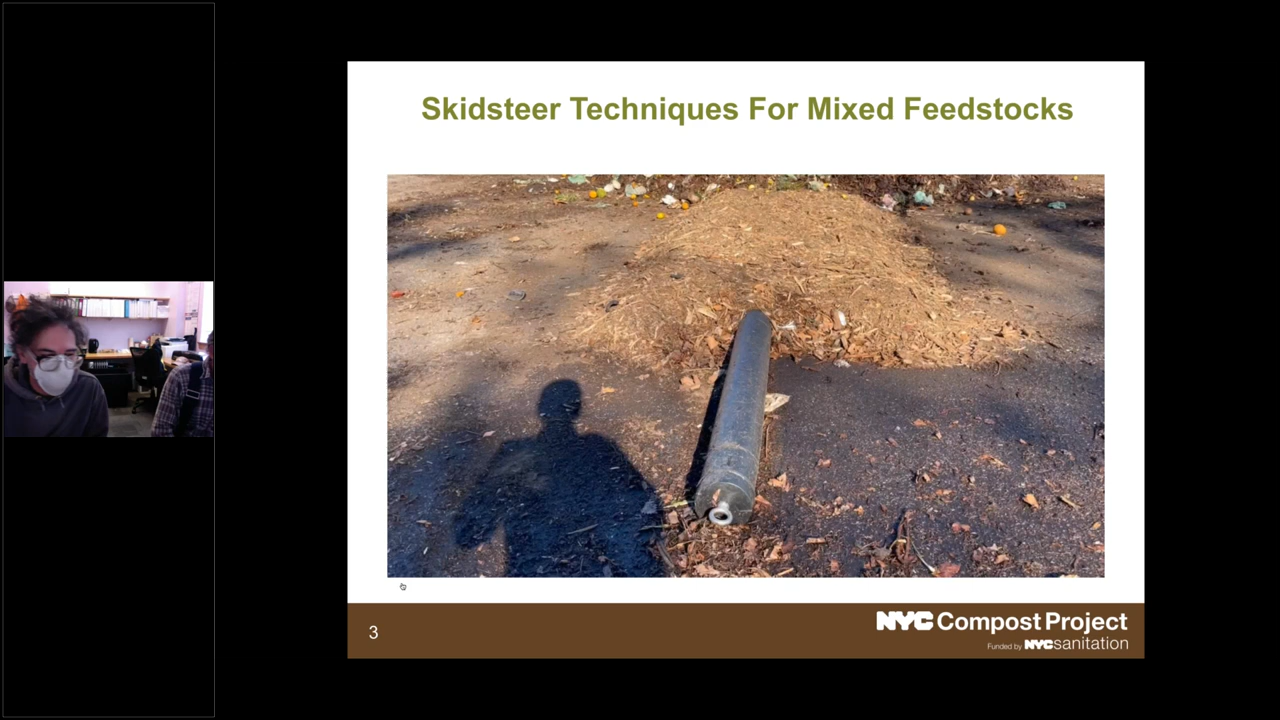 Skidsteer Techniques For Mixed Feedstocks
3
NYC Compost Project
Funded by NYC sanitation